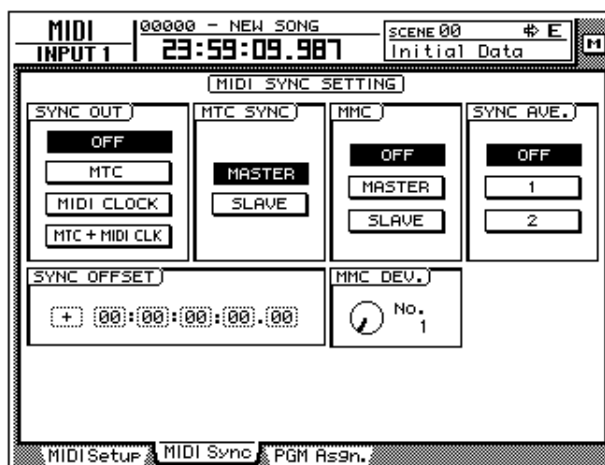 MIDI
INPUT 1
00000 - NEW SONG
23:59:09.987
SCENE 00 E
Initial Data
M
MIDI SYNC SETTING
SYNC OUT
OFF
MTC
MIDI CLOCK
MTC + MIDI CLK
MTC SYNC
MASTER
SLAVE
MMC
OFF
MASTER
SLAVE
SYNC AVE.
OFF
1
2
SYNC OFFSET
+ 00:00:00:00.00
MMC DEV.
No.
1
MIDI Setup MIDI Sync PGM Asgn.